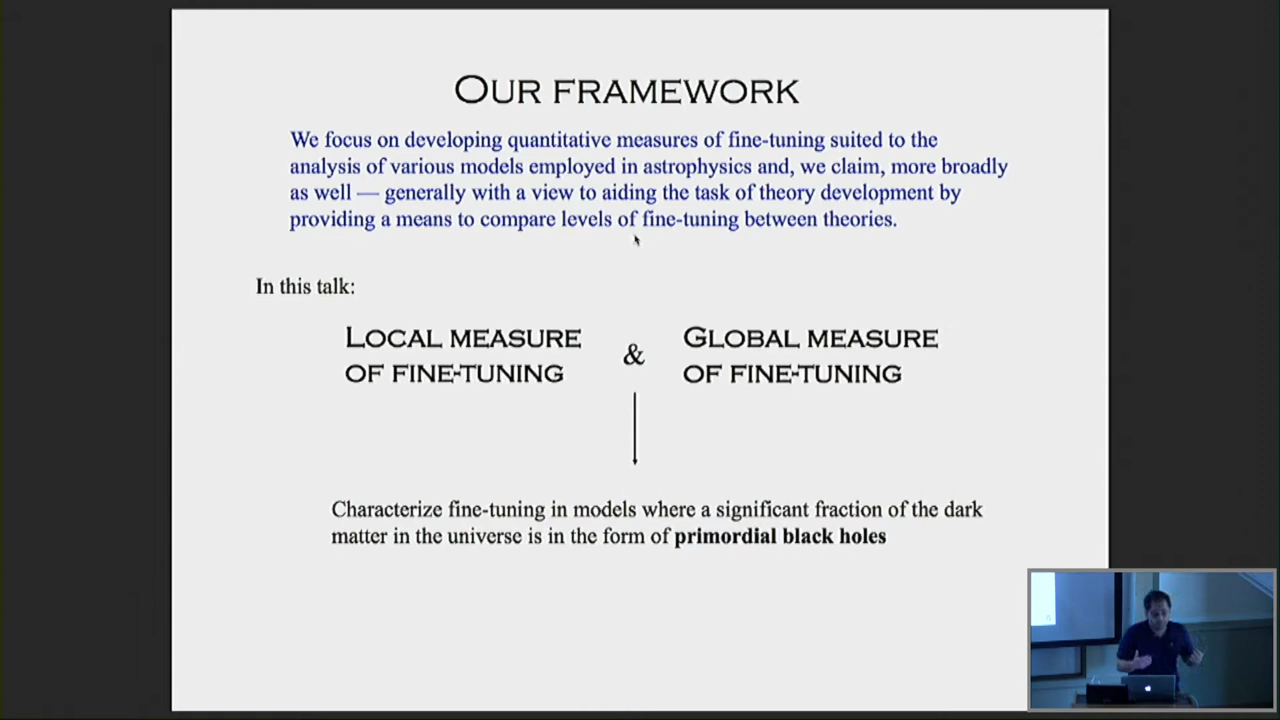 OUR FRAMEWORK
We focus on developing quantitative measures of fine-tuning suited to the
analysis of various models employed in astrophysics and, we claim, more broadly
as well — generally with a view to aiding the task of theory development by
providing a means to compare levels of fine-tuning between theories.
In this talk:
LOCAL MEASURE
OF FINE-TUNING
&
GLOBAL MEASURE
OF FINE-TUNING
Characterize fine-tuning in models where a significant fraction of the dark
matter in the universe is in the form of primordial black holes